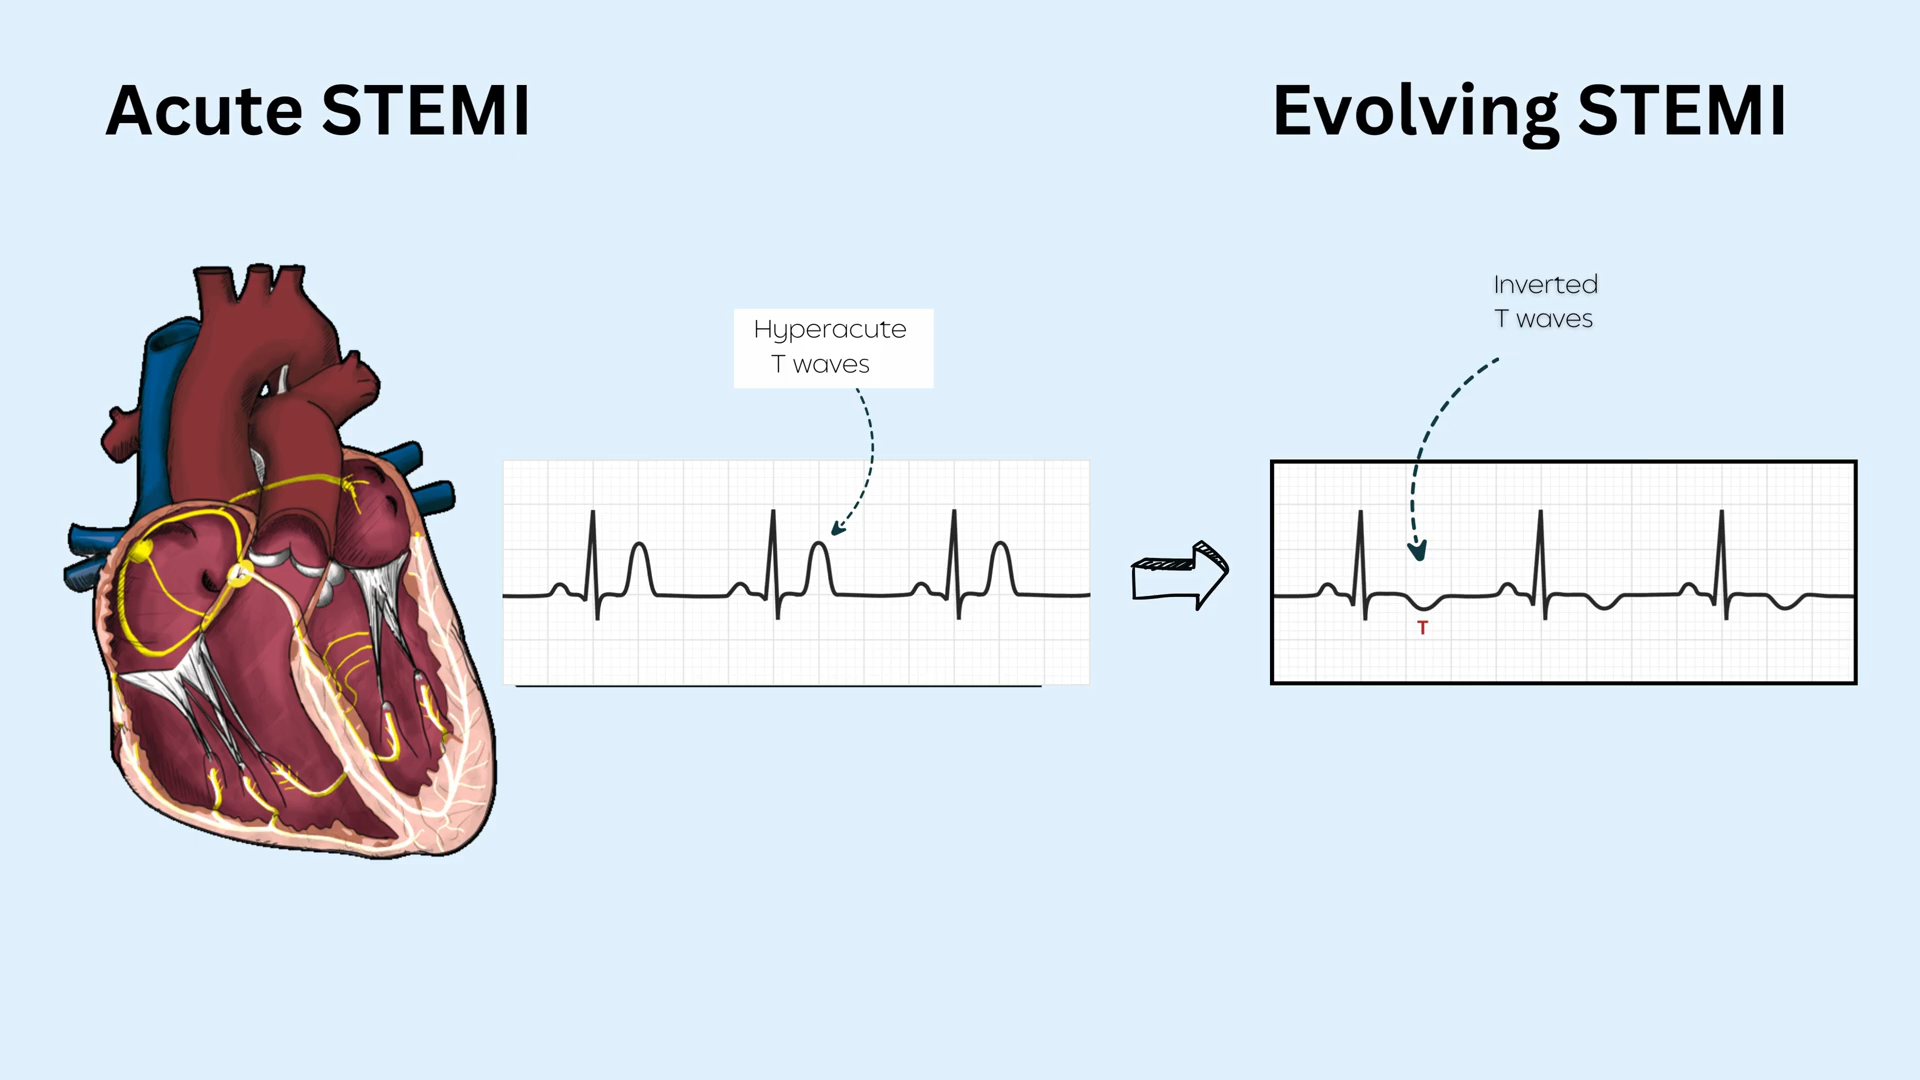 Acute STEMI
Evolving STEMI
Inverted
T waves
Hyperacute
T waves
T